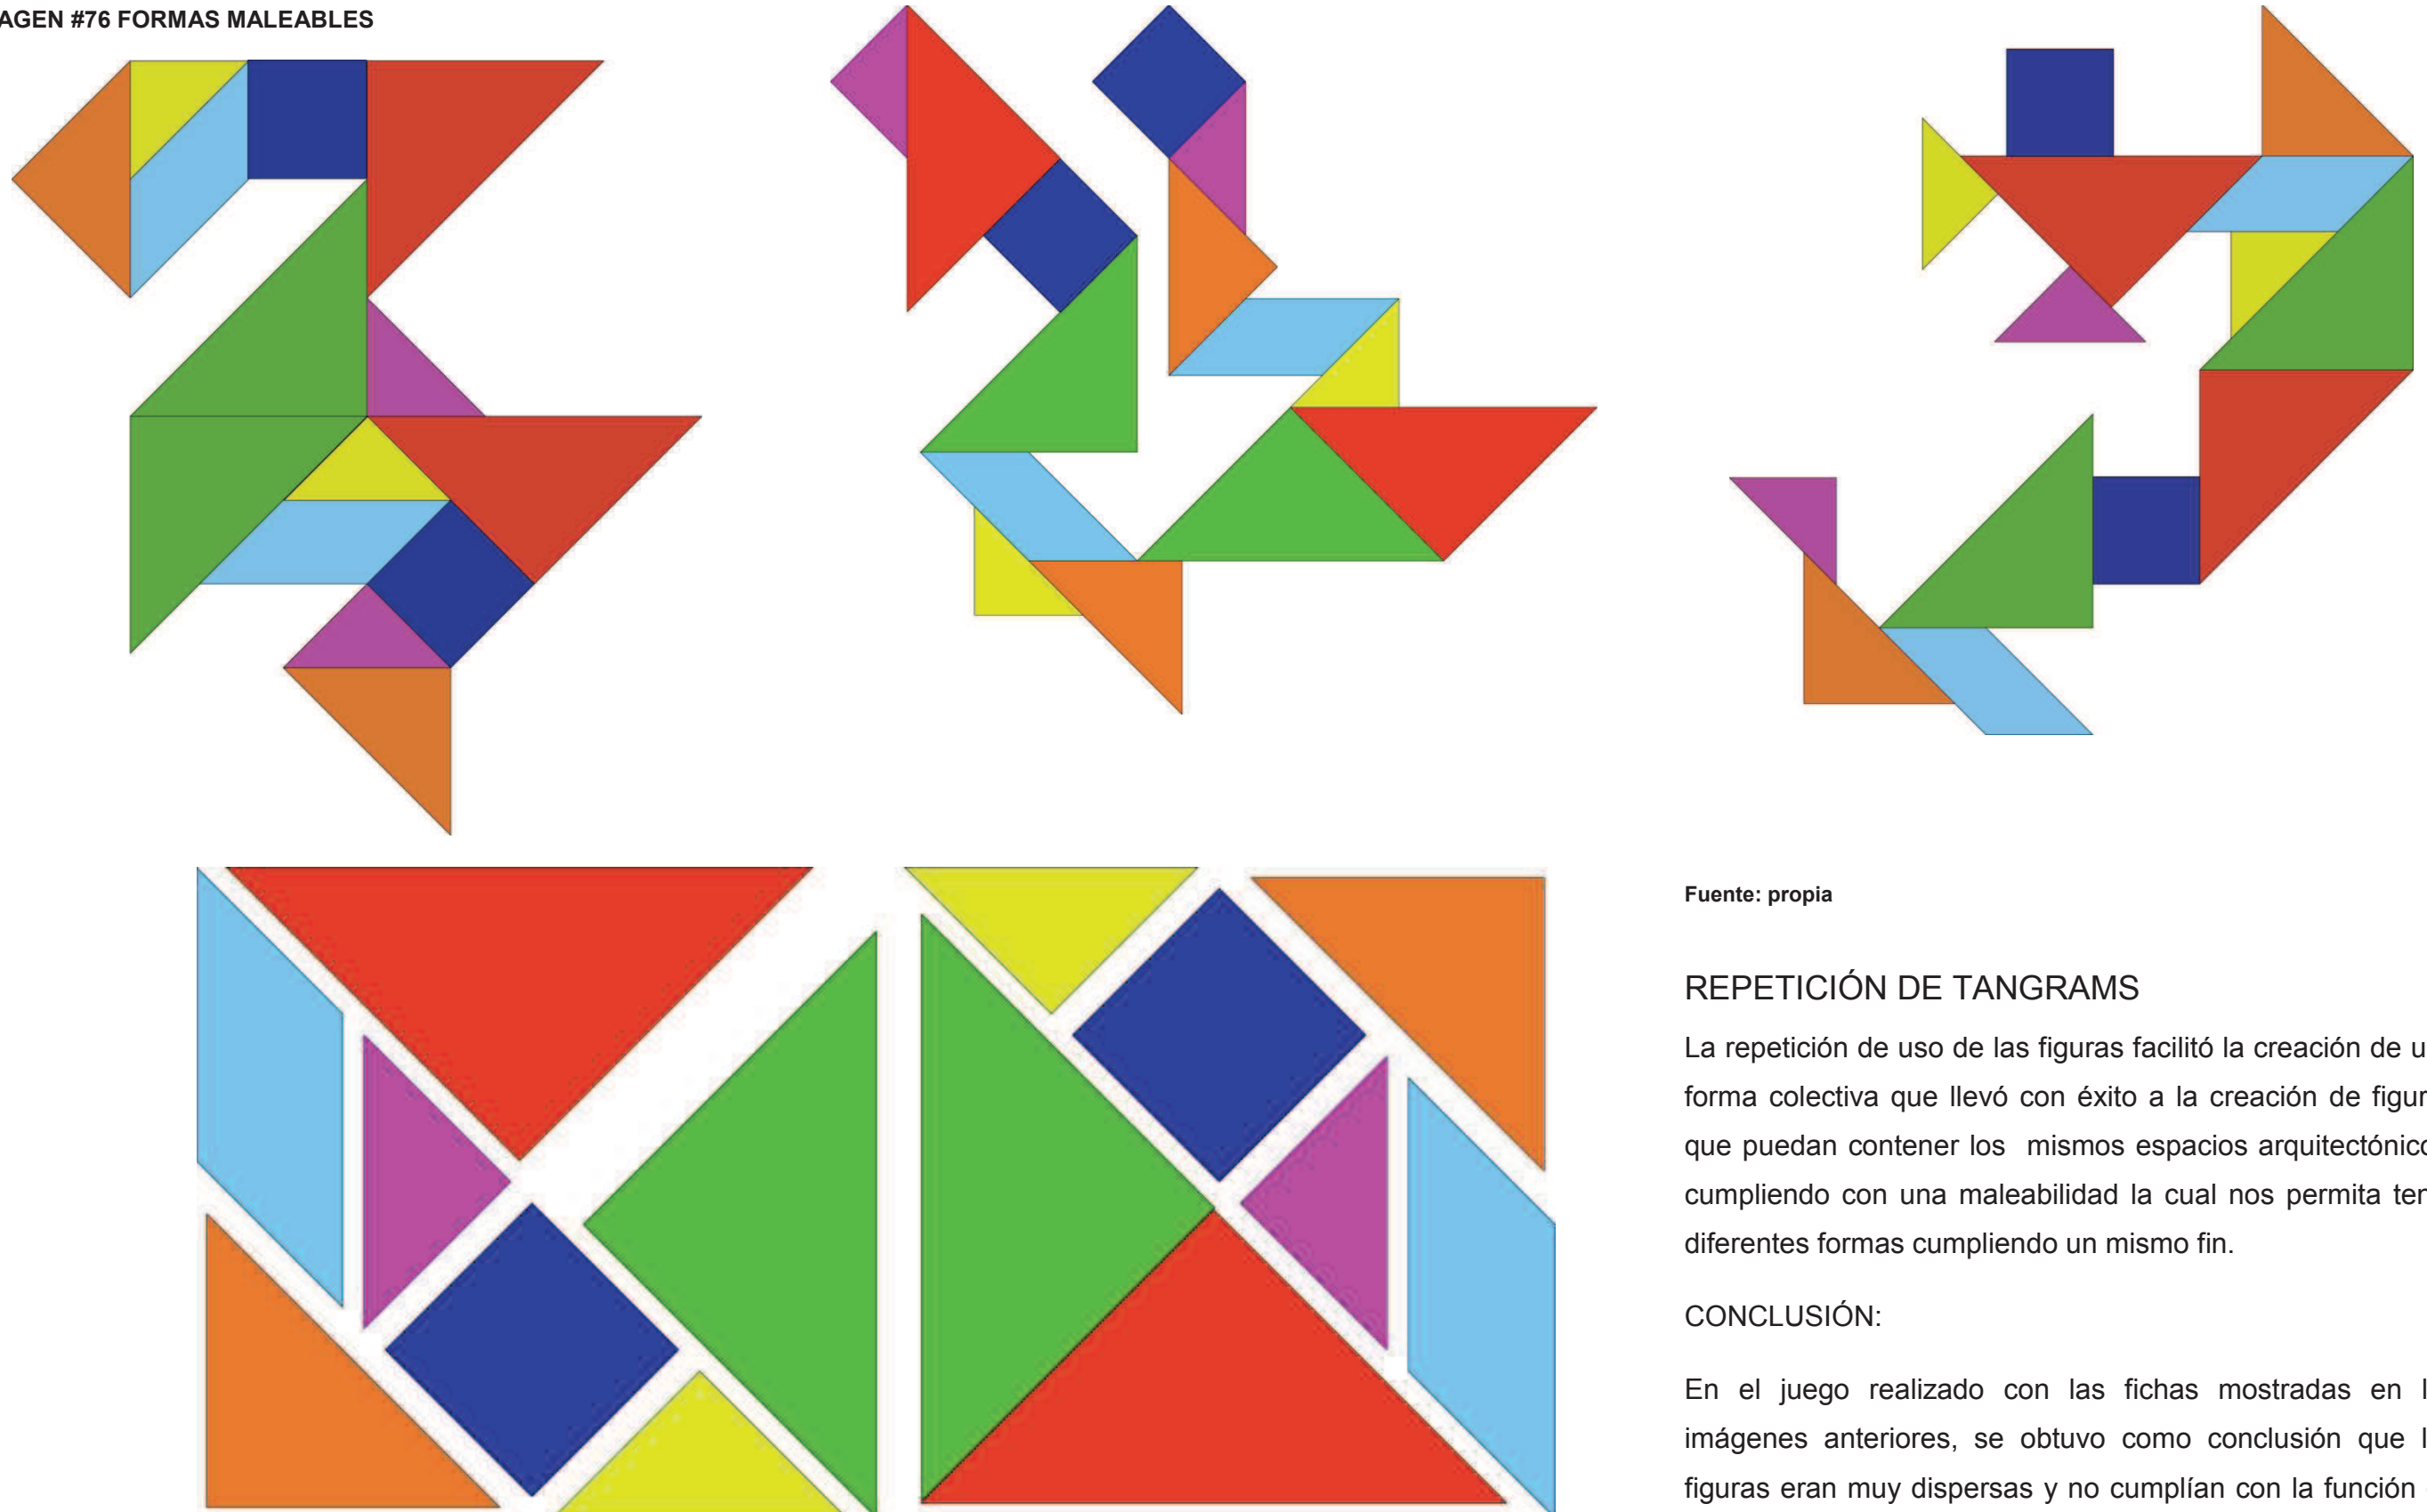 AGEN #76 FORMAS MALEABLES
Fuente: propia
REPETICIÓN DE TANGRAMS
La repetición de uso de las figuras facilitó la creación de u
forma colectiva que llevó con éxito a la creación de figur
que puedan contener los mismos espacios arquitectónico
cumpliendo con una maleabilidad la cual nos permita ten
diferentes formas cumpliendo un mismo fin.
CONCLUSIÓN:
En el juego realizado con las fichas mostradas en l
imágenes anteriores, se obtuvo como conclusión que l
figuras eran muy dispersas y no cumplían con la función